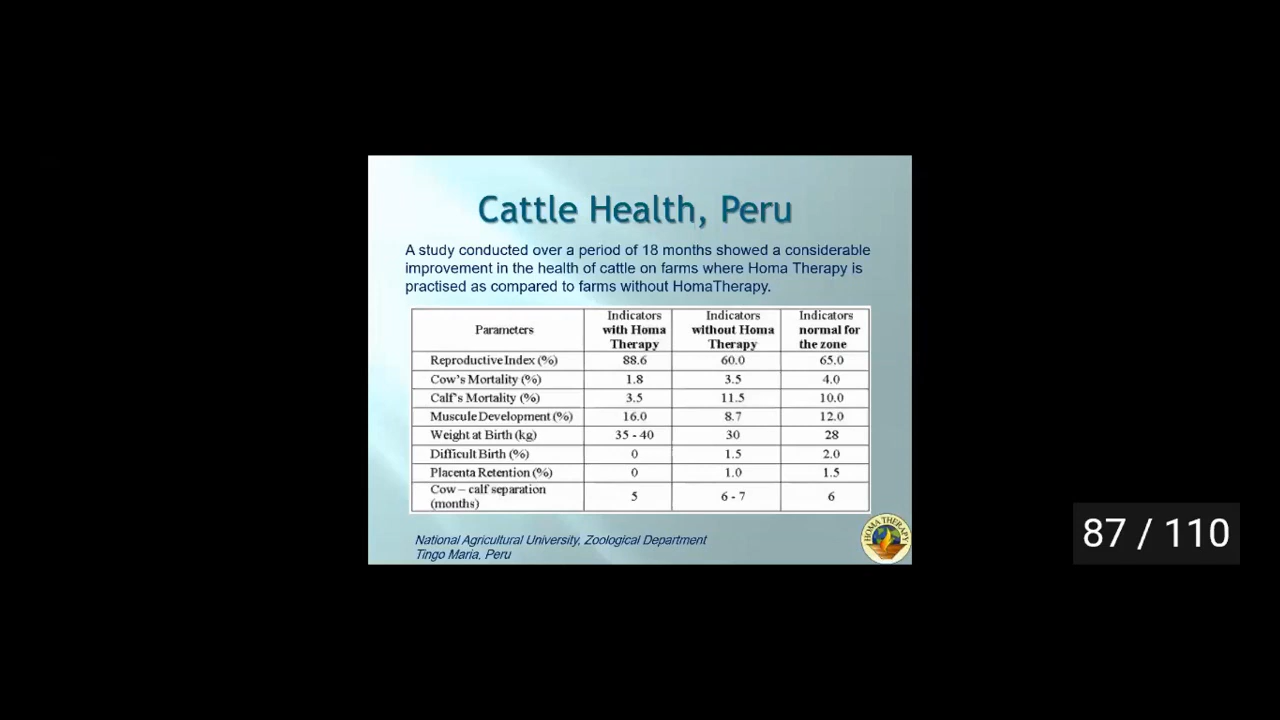 Cattle Health, Peru
A study conducted over a period of 18 months showed a considerable
improvement in the health of cattle on farms where Homa Therapy is
practised as compared to farms without HomaTherapy.
Parameters Indicators with Homa Therapy Indicators without Homa Therapy Indicators normal for the zone
Reproductive Index (%) 88.6 60.0 65.0
Cow's Mortality (%) 1.8 3.5 4.0
Calf's Mortality (%) 3.5 11.5 10.0
Muscule Development (%) 16.0 8.7 12.0
Weight at Birth (kg) 35 - 40 30 28
Difficult Birth (%) 0 1.5 2.0
Placenta Retention (%) 0 1.0 1.5
Cow – calf separation (months) 5 6 - 7 6
National Agricultural University, Zoological Department
Tingo Maria, Peru
HOMA THERAPY
87 / 110